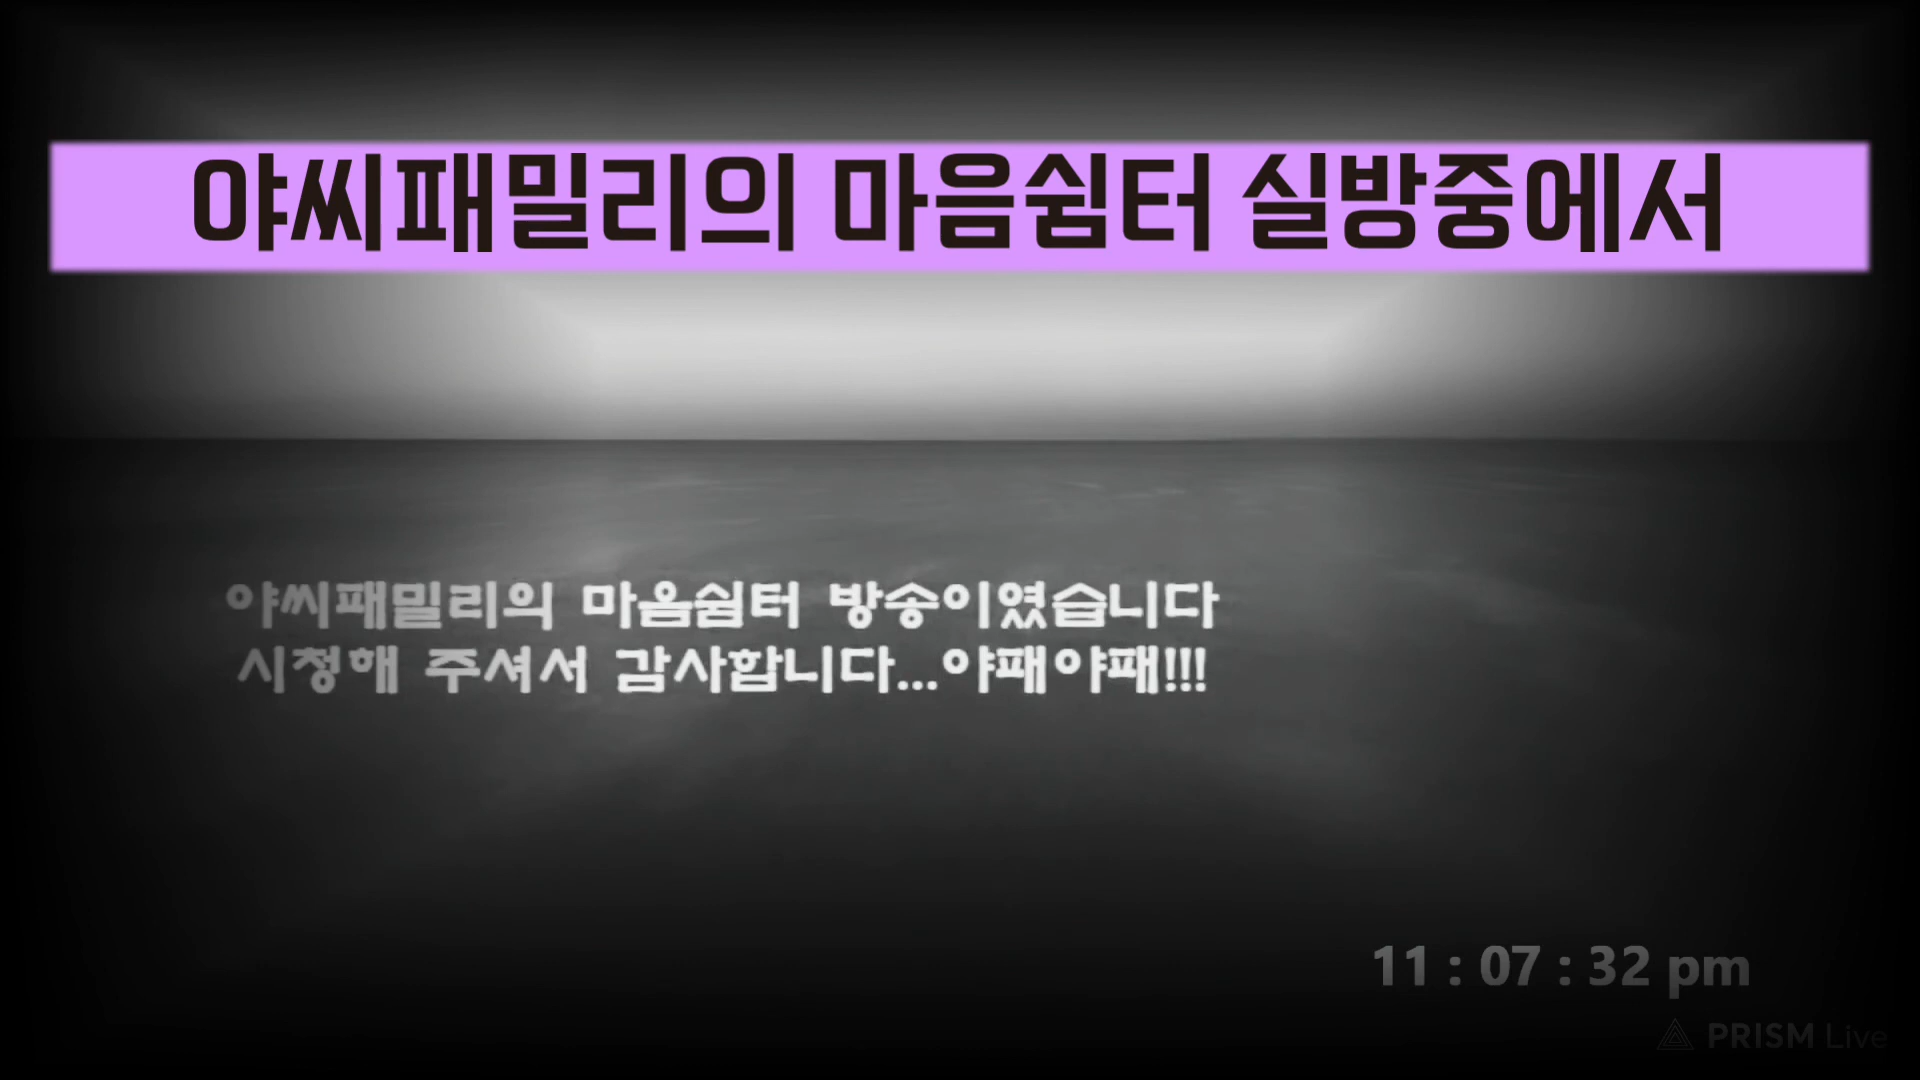 야씨패밀리의 마음쉼터 실방중에서
야씨패밀리의 마음쉼터 방송이였습니다
시청해 주셔서 감사합니다...야패야패!!!
11 : 07 : 32 pm
PRISM Live